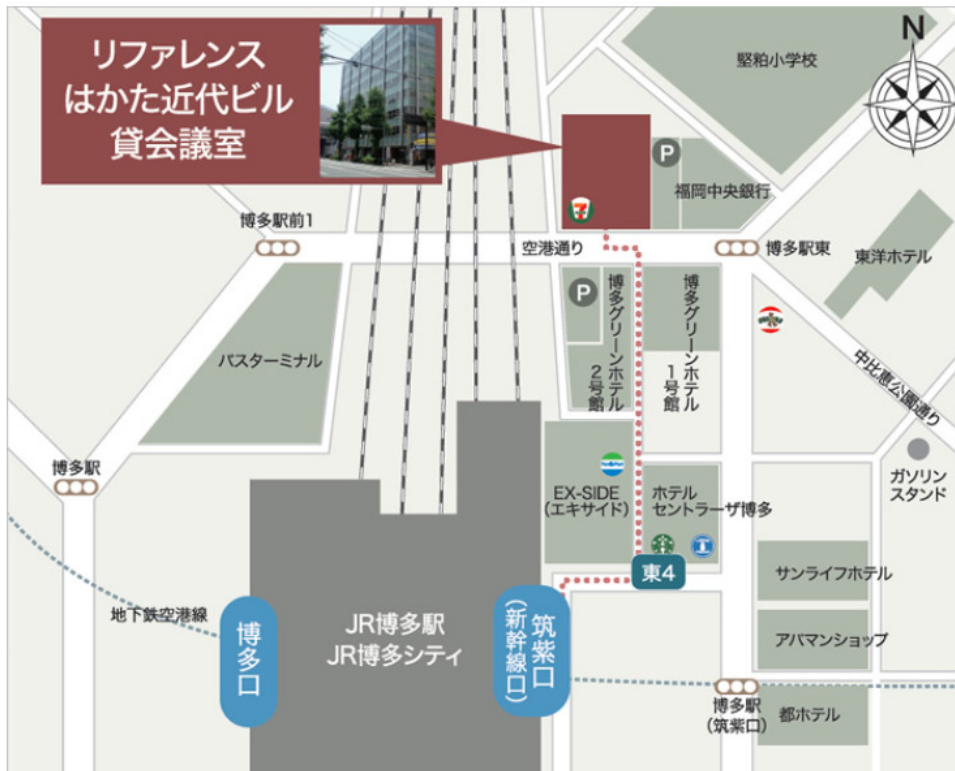 リファレンス
はかた近代ビル
貸会議室
N
堅粕小学校
P
福岡中央銀行
7
博多駅前1
空港通り
博多駅東
東洋ホテル
P
博多グリーンホテル
2号館
博多グリーンホテル
1号館
バスターミナル
中比恵公園通り
博多駅
ガソリン
スタンド
EX-SIDE
(エキサイド)
ホテル
セントラーザ博多
東4
サンライフホテル
地下鉄空港線
博多口
JR博多駅
JR博多シティ
筑紫口
(新幹線口)
アパマンショップ
博多駅
(筑紫口)
都ホテル